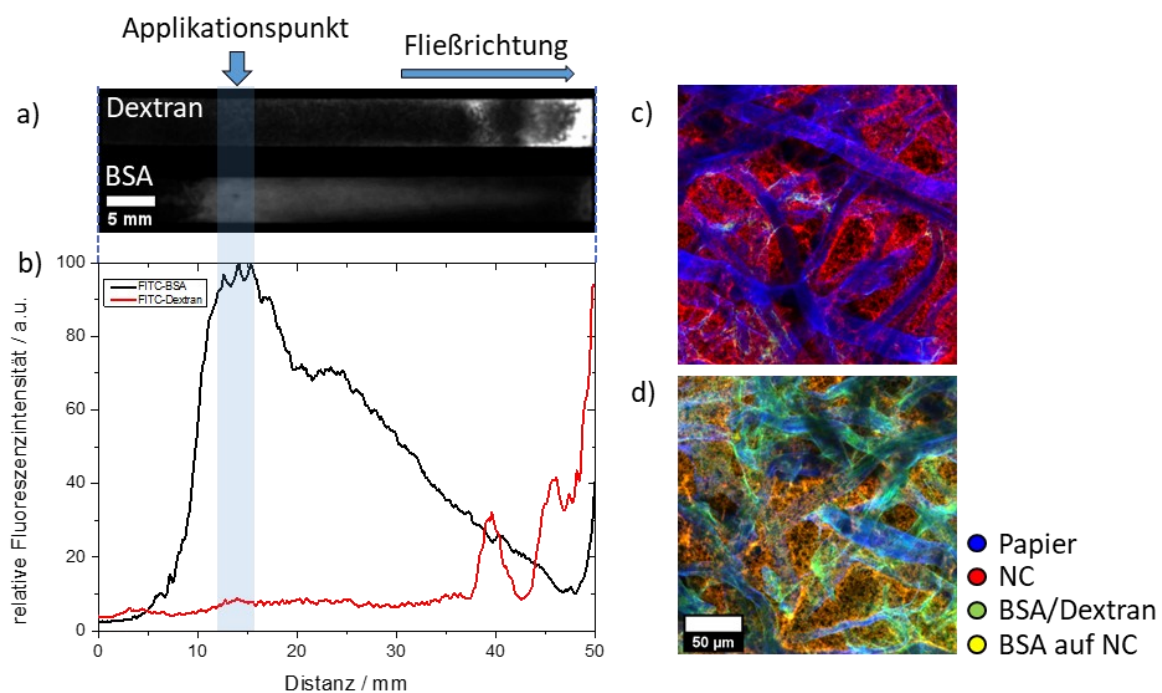 Applikationspunkt
Fließrichtung
a)
Dextran
BSA
5 mm
b)
relative Fluoreszenzintensität / a.u.
100
80
60
40
20
0
FITC-BSA
FITC-Dextran
0 10 20 30 40 50
Distanz / mm
c)
d)
50 µm
Papier
NC
BSA/Dextran
BSA auf NC